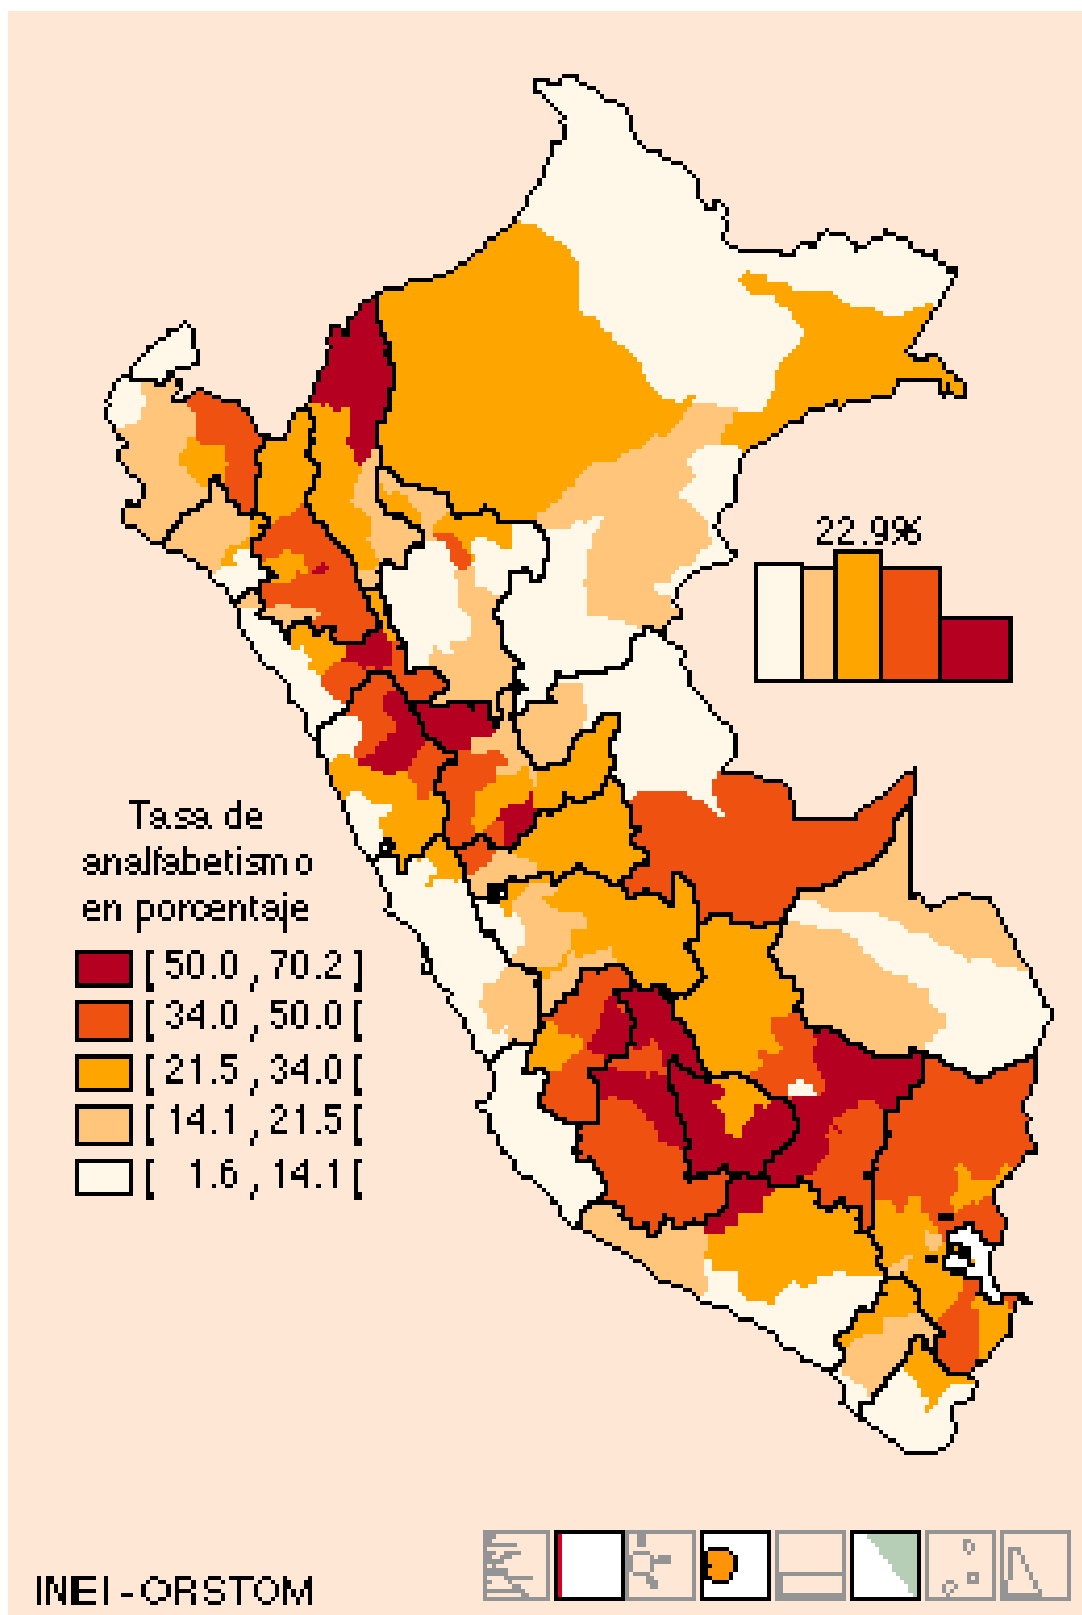 22.9%
Tasa de
analfabetismo
en porcentaje
[ 50.0 , 70.2 ]
[ 34.0 , 50.0 [
[ 21.5 , 34.0 [
[ 14.1 , 21.5 [
[ 1.6 , 14.1 [
INEI - ORSTOM